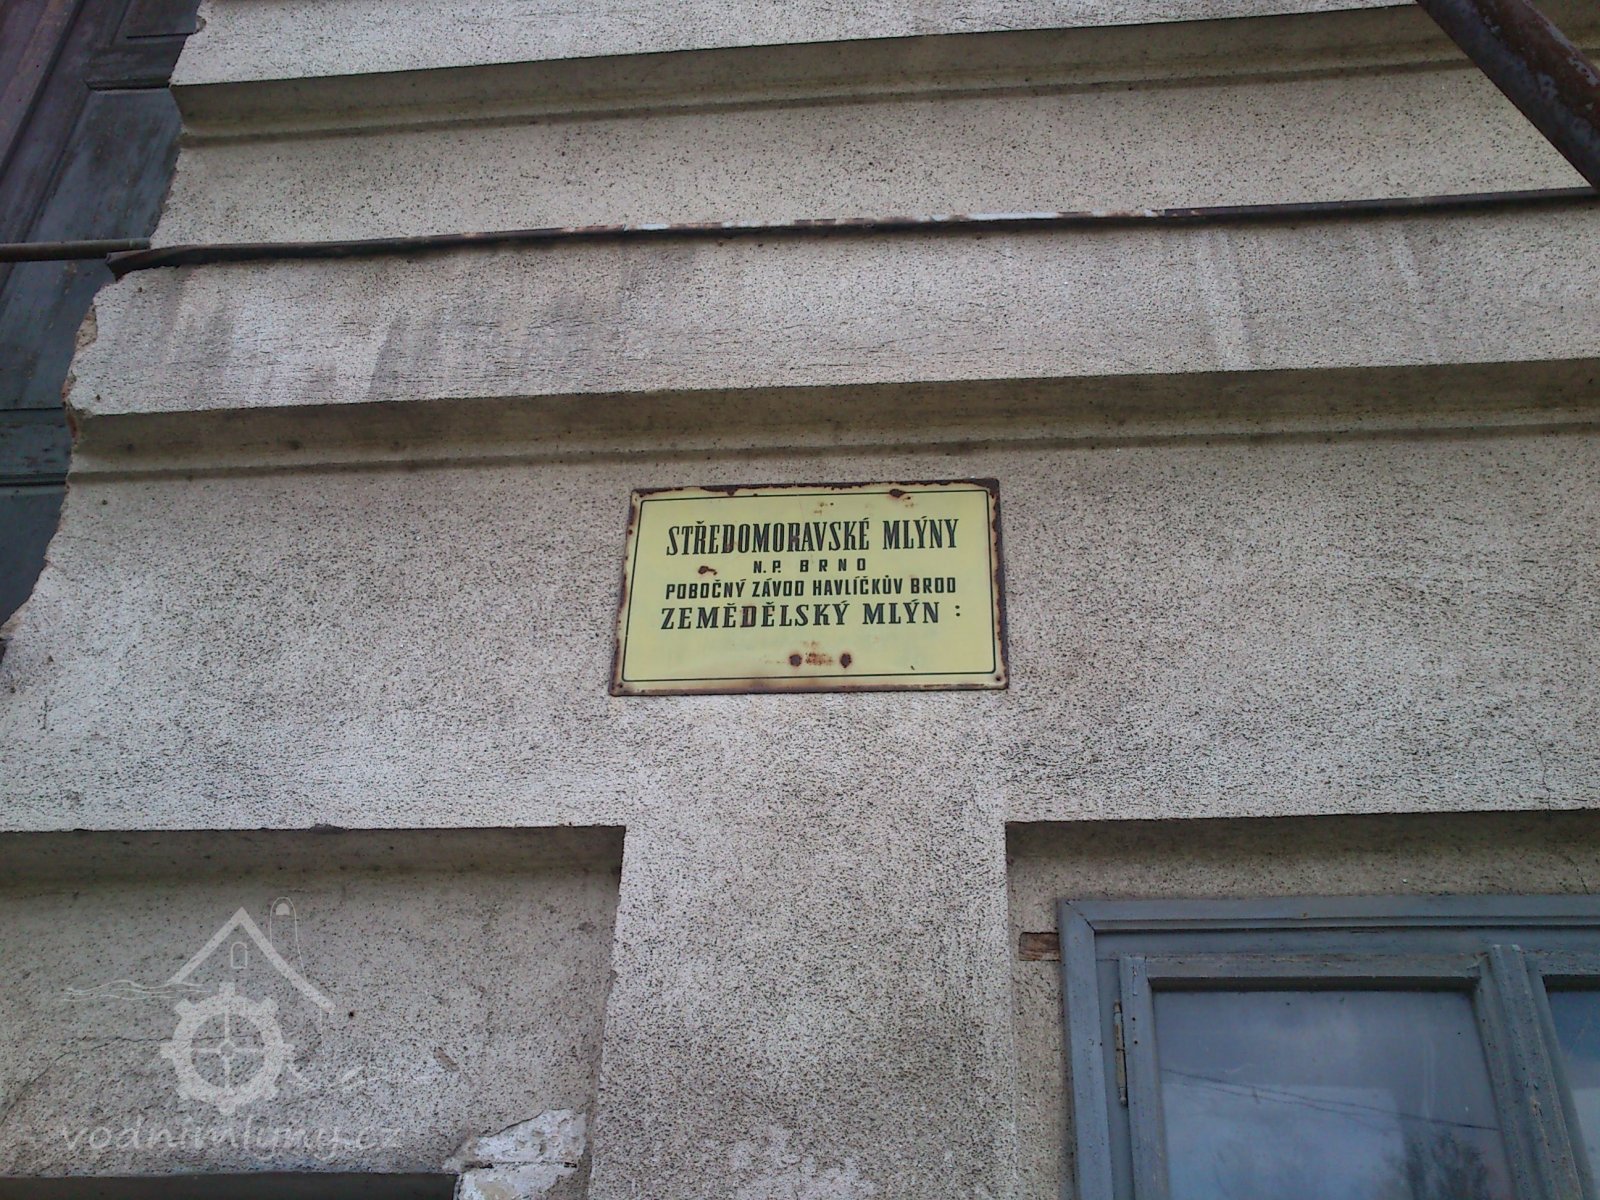 STŘEDOMORAVSKÉ MLÝNY
N.P. BRNO
POBOČNÝ ZÁVOD HAVLÍČKŮV BROD
ZEMĚDĚLSKÝ MLÝN :
vodnimlyny.cz